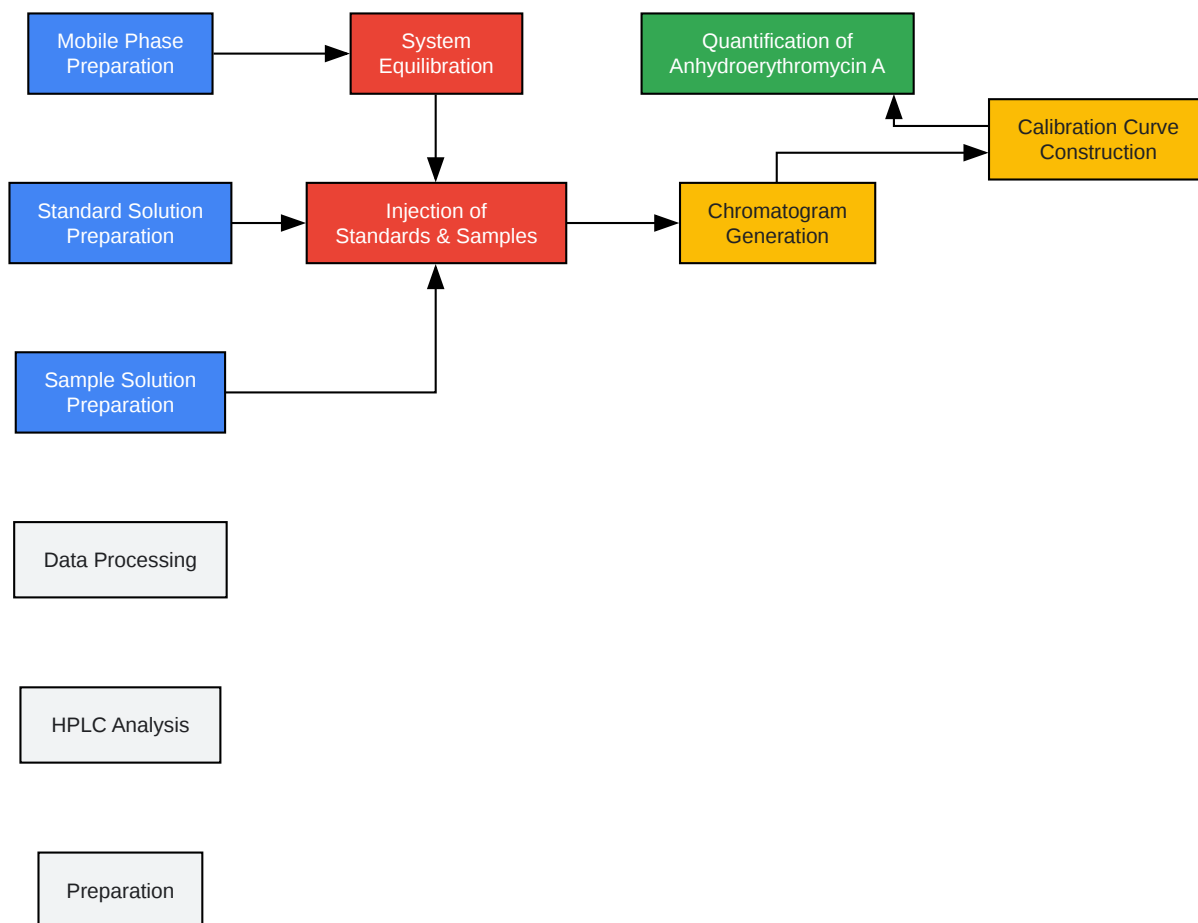 Mobile Phase
Preparation
System
Equilibration
Quantification of
Anhydroerythromycin A
Calibration Curve
Construction
Standard Solution
Preparation
Injection of
Standards & Samples
Chromatogram
Generation
Sample Solution
Preparation
Data Processing
HPLC Analysis
Preparation